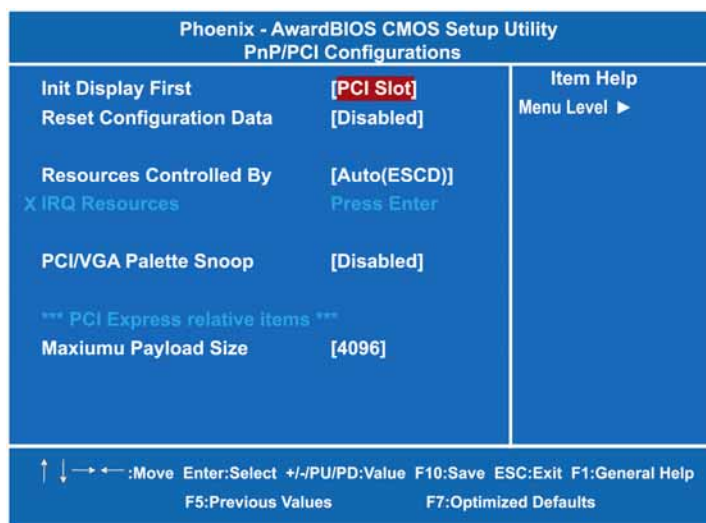 Phoenix - AwardBIOS CMOS Setup Utility
PnP/PCI Configurations
Init Display First [PCI Slot]
Reset Configuration Data [Disabled]
Resources Controlled By [Auto(ESCD)]
X IRQ Resources Press Enter
PCI/VGA Palette Snoop [Disabled]
*** PCI Express relative items ***
Maxiumu Payload Size [4096]
Item Help
Menu Level ►
↑ ↓ → ← :Move Enter:Select +/-/PU/PD:Value F10:Save ESC:Exit F1:General Help
F5:Previous Values F7:Optimized Defaults